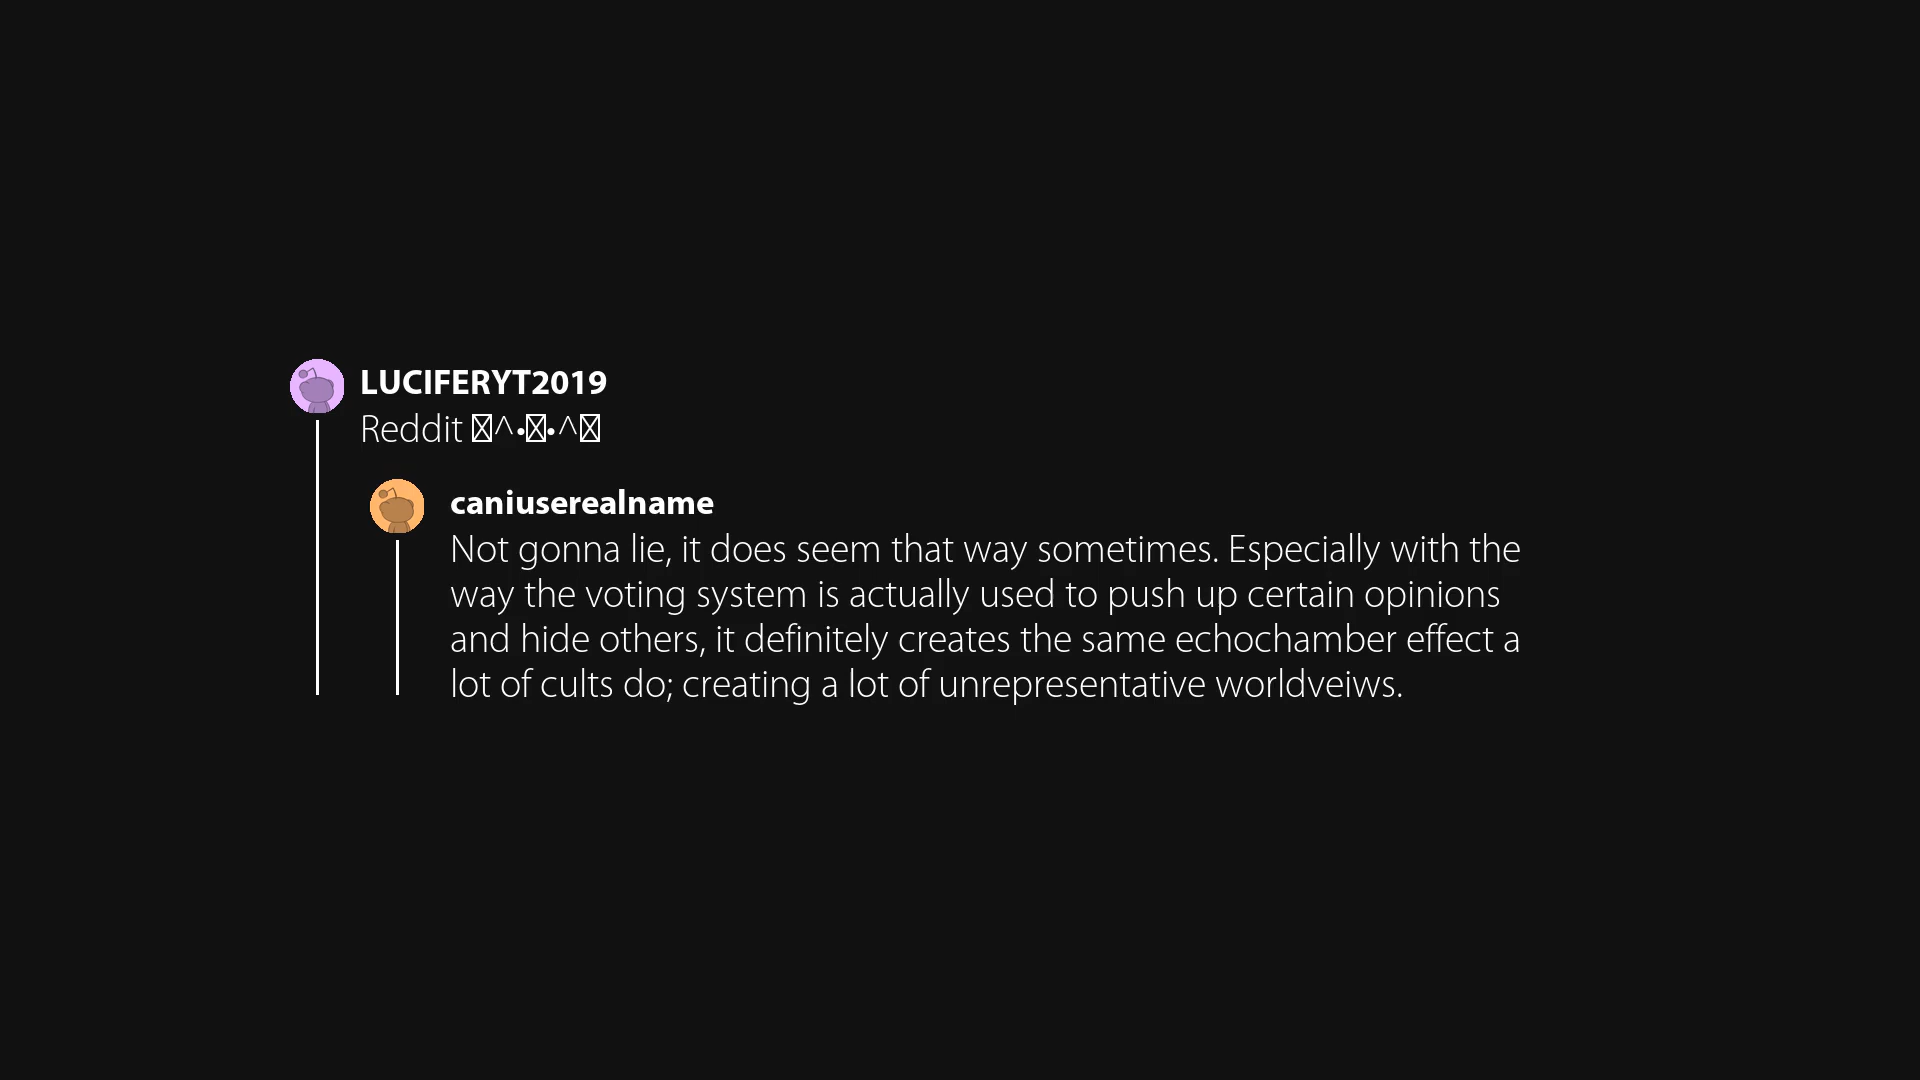 LUCIFERYT2019
Reddit ^•• ^
caniuserealname
Not gonna lie, it does seem that way sometimes. Especially with the
way the voting system is actually used to push up certain opinions
and hide others, it definitely creates the same echochamber effect a
lot of cults do; creating a lot of unrepresentative worldveiws.